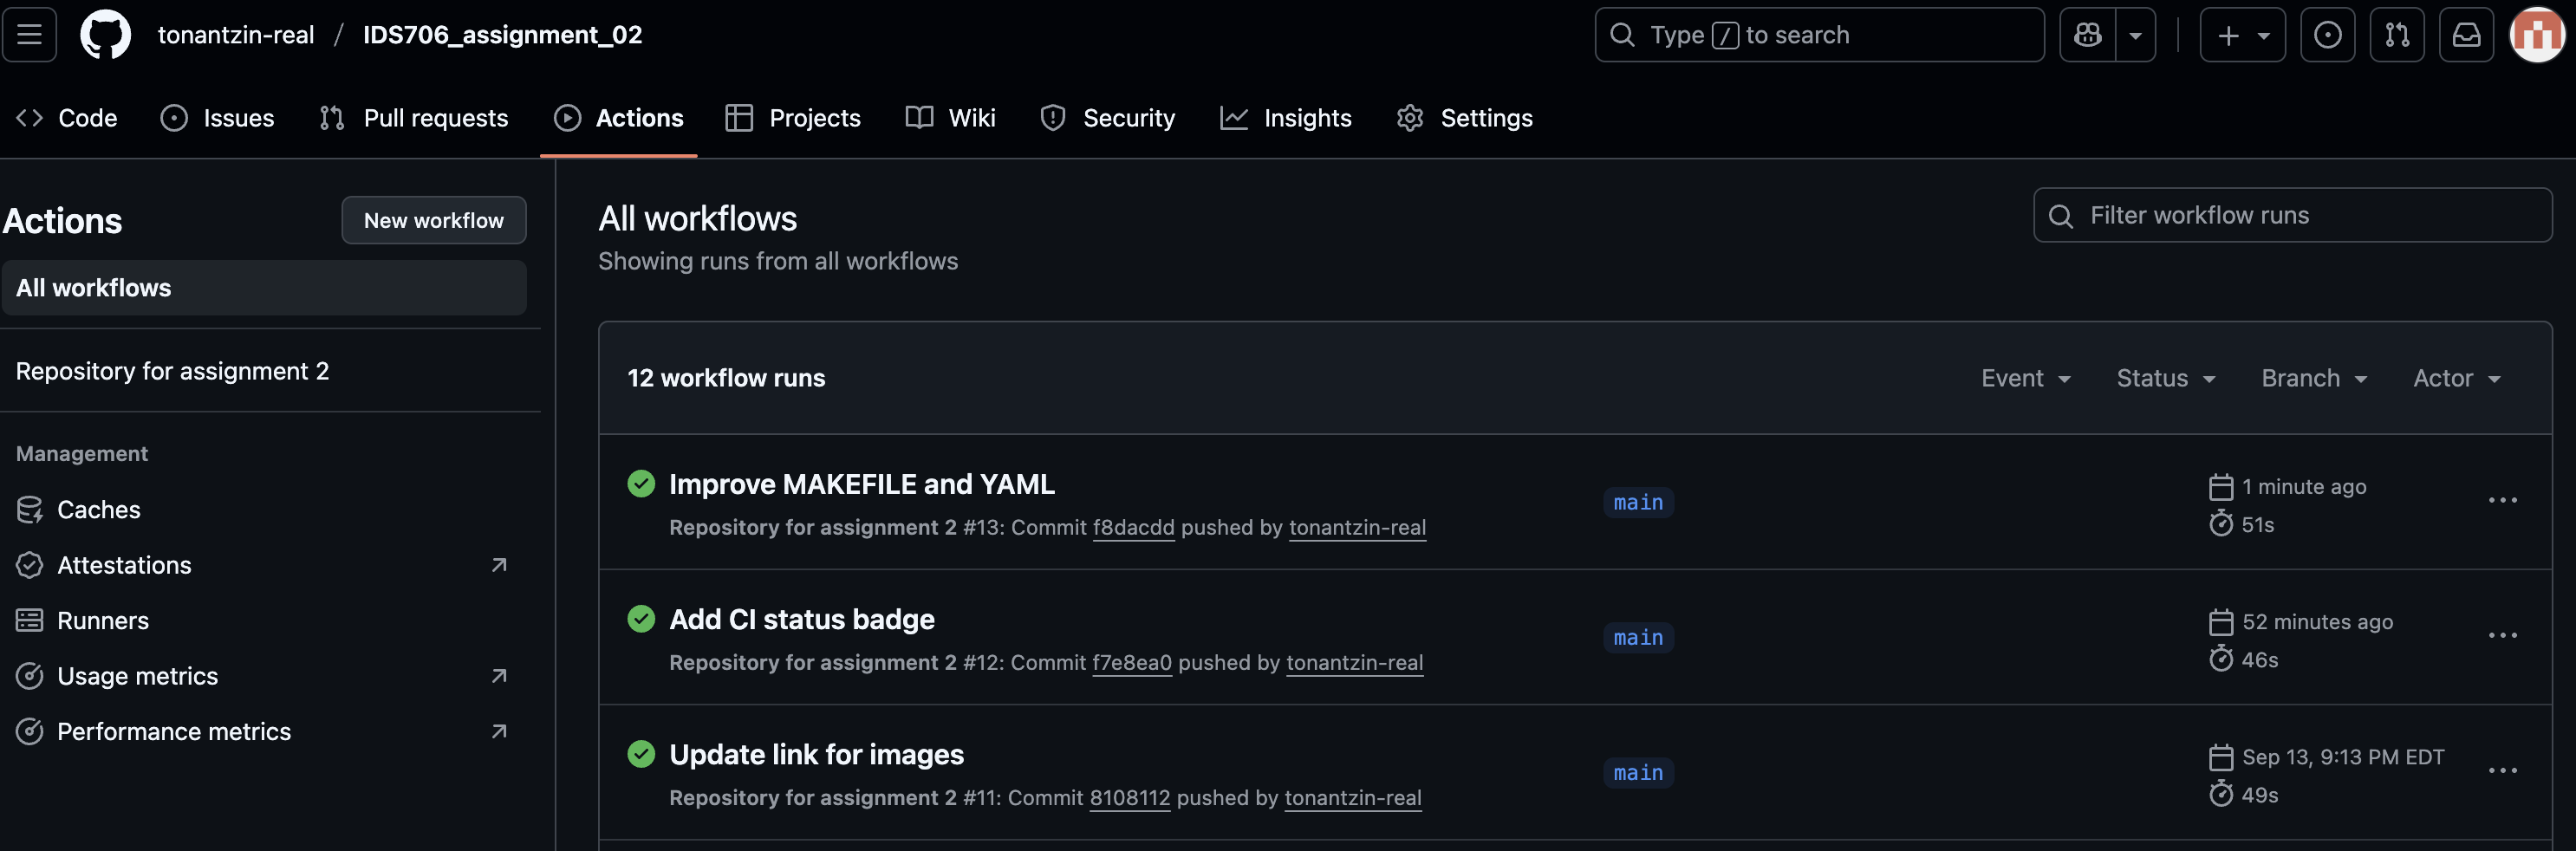 tonantzin-real / IDS706_assignment_02
Type / to search
Code Issues Pull requests Actions Projects Wiki Security Insights Settings
Actions
New workflow
All workflows
Repository for assignment 2
Management
Caches
Attestations
Runners
Usage metrics
Performance metrics
All workflows
Showing runs from all workflows
Filter workflow runs
12 workflow runs
Event Status Branch Actor
Improve MAKEFILE and YAML
Repository for assignment 2 #13: Commit f8dacdd pushed by tonantzin-real
main
1 minute ago
51s
Add CI status badge
Repository for assignment 2 #12: Commit f7e8ea0 pushed by tonantzin-real
main
52 minutes ago
46s
Update link for images
Repository for assignment 2 #11: Commit 8108112 pushed by tonantzin-real
main
Sep 13, 9:13 PM EDT
49s